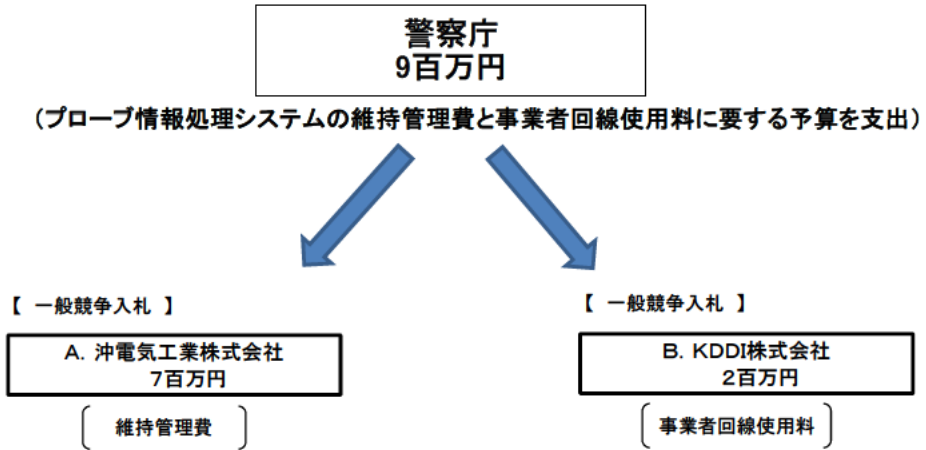 警察庁
9百万円
(プローブ情報処理システムの維持管理費と事業者回線使用料に要する予算を支出)
【 一般競争入札 】
A. 沖電気工業株式会社
7百万円
維持管理費
【 一般競争入札 】
B. KDDI株式会社
2百万円
事業者回線使用料